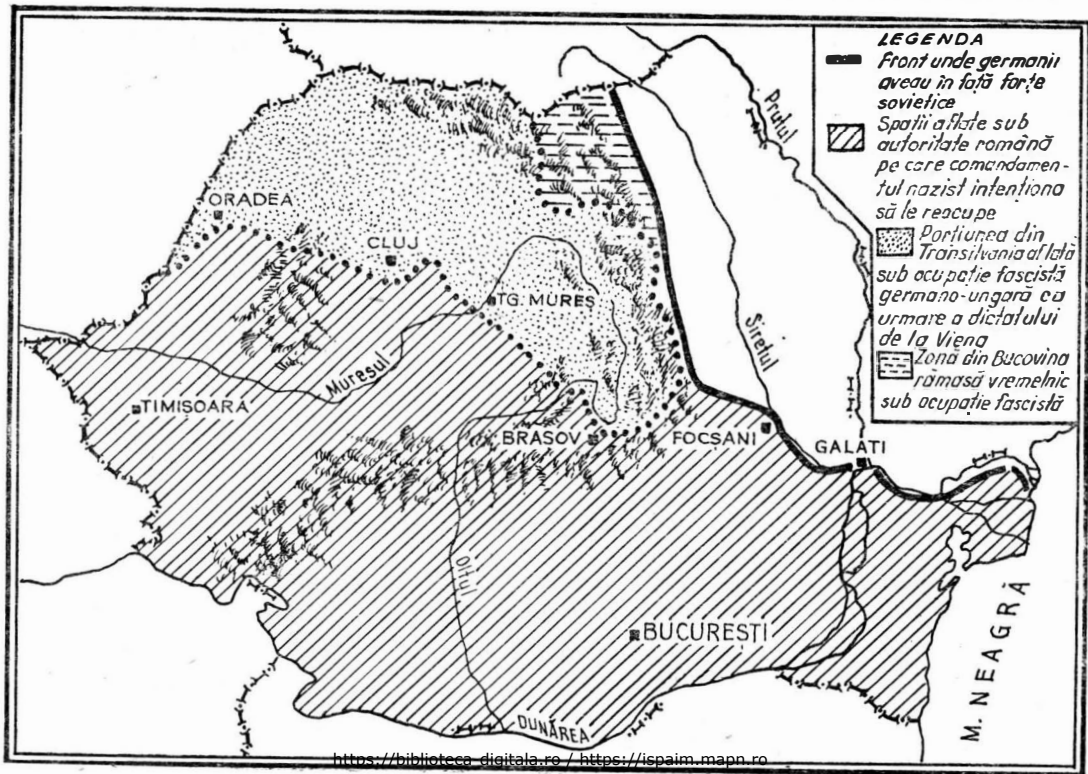 LEGENDA
Front unde germanii
aveau în față forțe
sovietice
Spații aflate sub
autoritate română
pe care comandamen-
tul nazist intenționa
să le reocupe
Porțiunea din
Transilvania aflată
sub ocupație fascistă
germano-ungară ca
urmare a dictatului
de la Viena
Zonă din Bucovina
rămasă vremelnic
sub ocupație fascistă
Prutul
ORADEA
CLUJ
TG. MUREȘ
Siretul
Mureșul
TIMIȘOARA
BRAȘOV
FOCȘANI
GALAȚI
Oltul
BUCUREȘTI
M. NEAGRĂ
DUNĂREA
https://biblioteca-digitala.ro / https://ispaim.mapn.ro